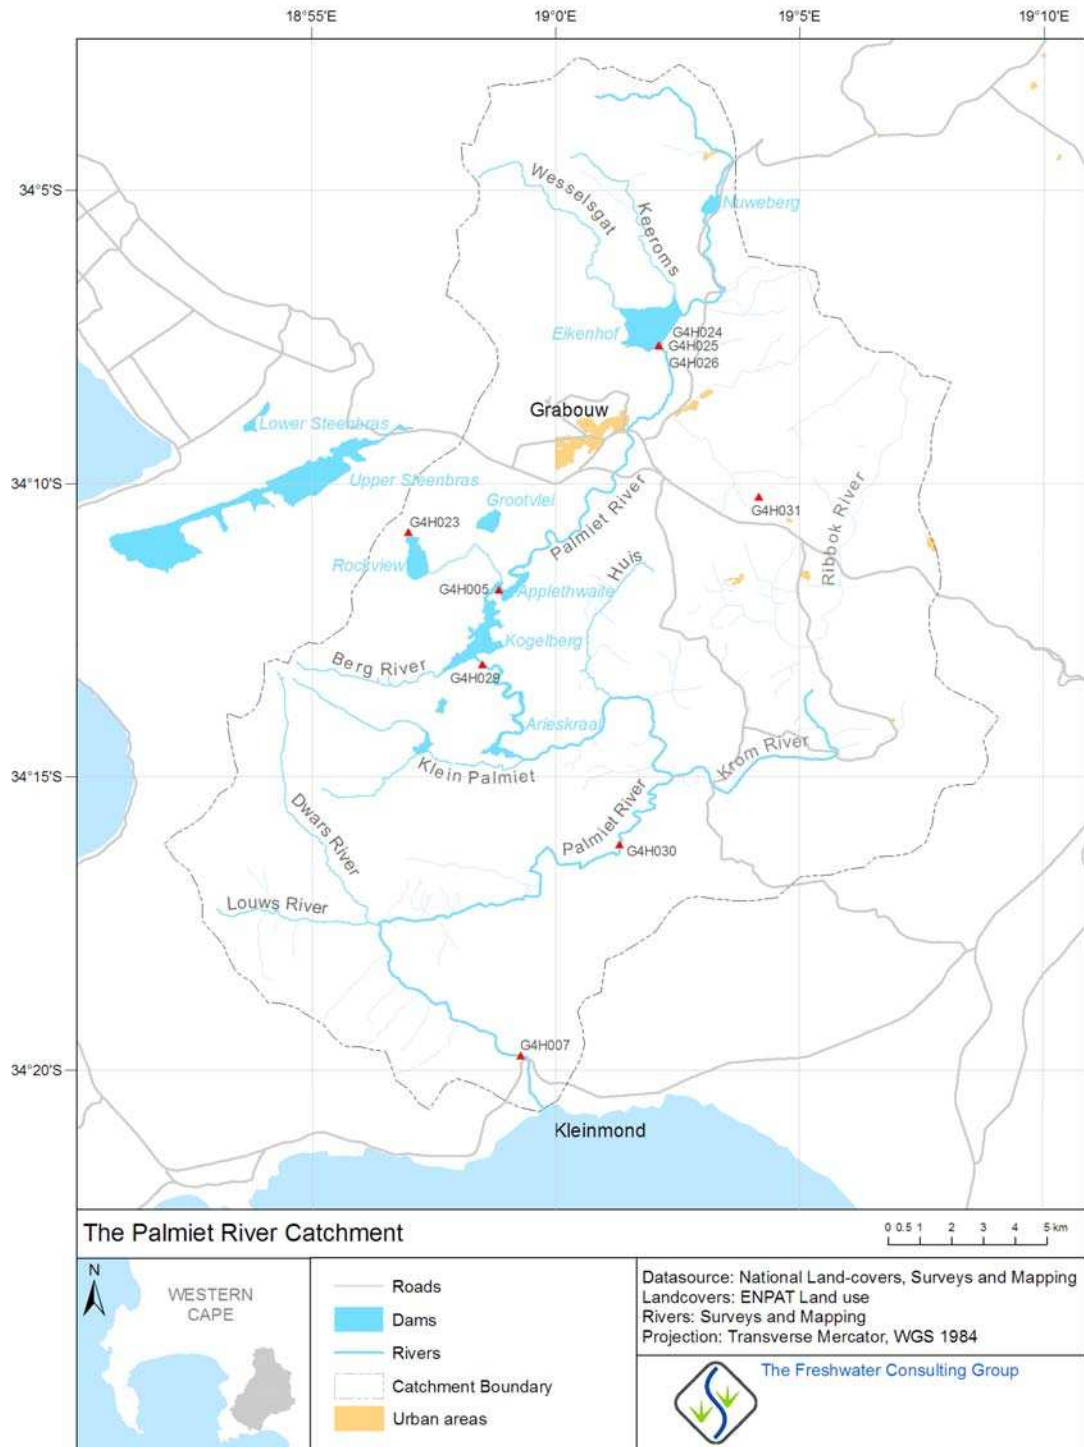 18°55'E
19°0'E
19°5'E
19°10'E
34°5'S
34°10'S
34°15'S
34°20'S
Wesselsgat
Keeroms
Nuweberg
Eikenhof
G4H024
G4H025
G4H026
Grabouw
Lower Steenbras
Upper Steenbras
Grootvlei
Palmiet River
G4H031
Ribbok River
G4H023
Rockview
Huis
G4H005
Applethwaite
Kogelberg
Berg River
G4H029
Arieskraal
Klein Palmiet
Krom River
Dwars River
Palmiet River
G4H030
Louws River
G4H007
Kleinmond
The Palmiet River Catchment
0 0.5 1 2 3 4 5 km
N
WESTERN
CAPE
Roads
Dams
Rivers
Catchment Boundary
Urban areas
Datasource: National Land-covers, Surveys and Mapping
Landcovers: ENPAT Land use
Rivers: Surveys and Mapping
Projection: Transverse Mercator, WGS 1984
The Freshwater Consulting Group